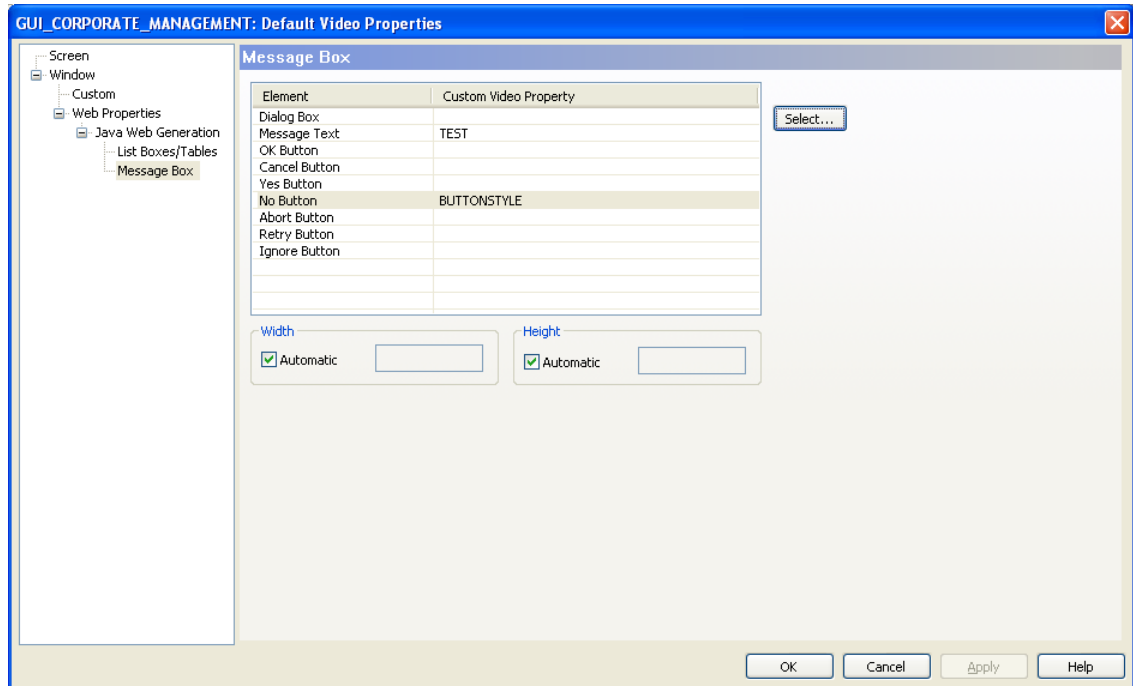 GUI_CORPORATE_MANAGEMENT: Default Video Properties
Screen
Window
Custom
Web Properties
Java Web Generation
List Boxes/Tables
Message Box
Message Box
Element Custom Video Property
Dialog Box
Message Text TEST
OK Button
Cancel Button
Yes Button
No Button BUTTONSTYLE
Abort Button
Retry Button
Ignore Button
Select...
Width
Automatic
Height
Automatic
OK Cancel Apply Help